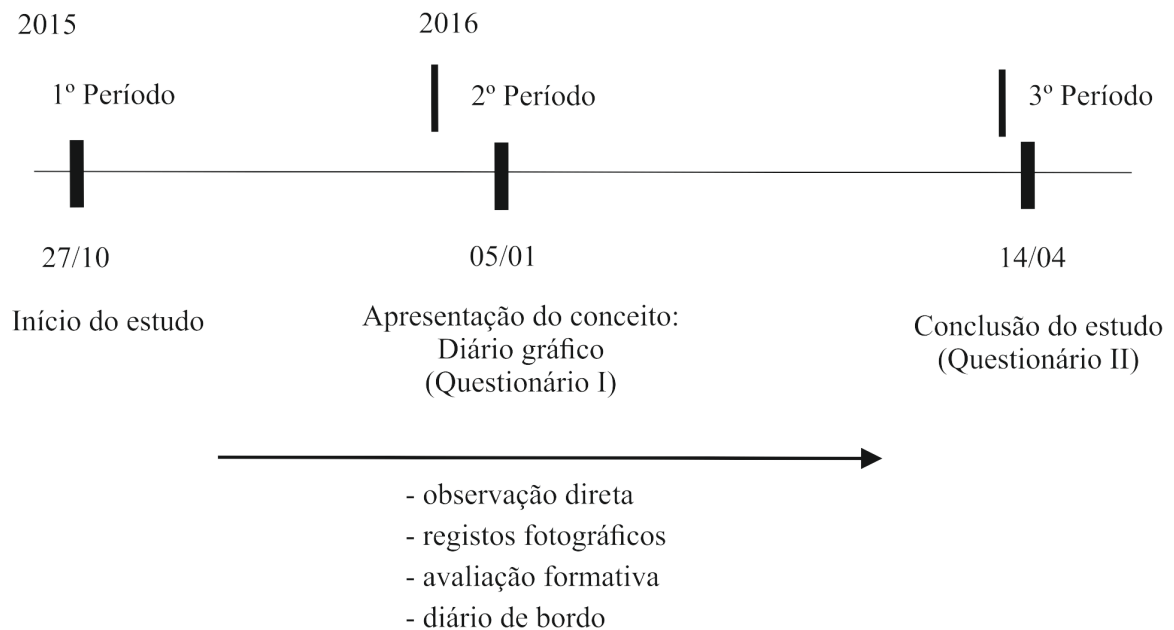 2015
2016
1º Período
2º Período
3º Período
27/10
05/01
14/04
Início do estudo
Apresentação do conceito:
Diário gráfico
(Questionário I)
Conclusão do estudo
(Questionário II)
- observação direta
- registos fotográficos
- avaliação formativa
- diário de bordo